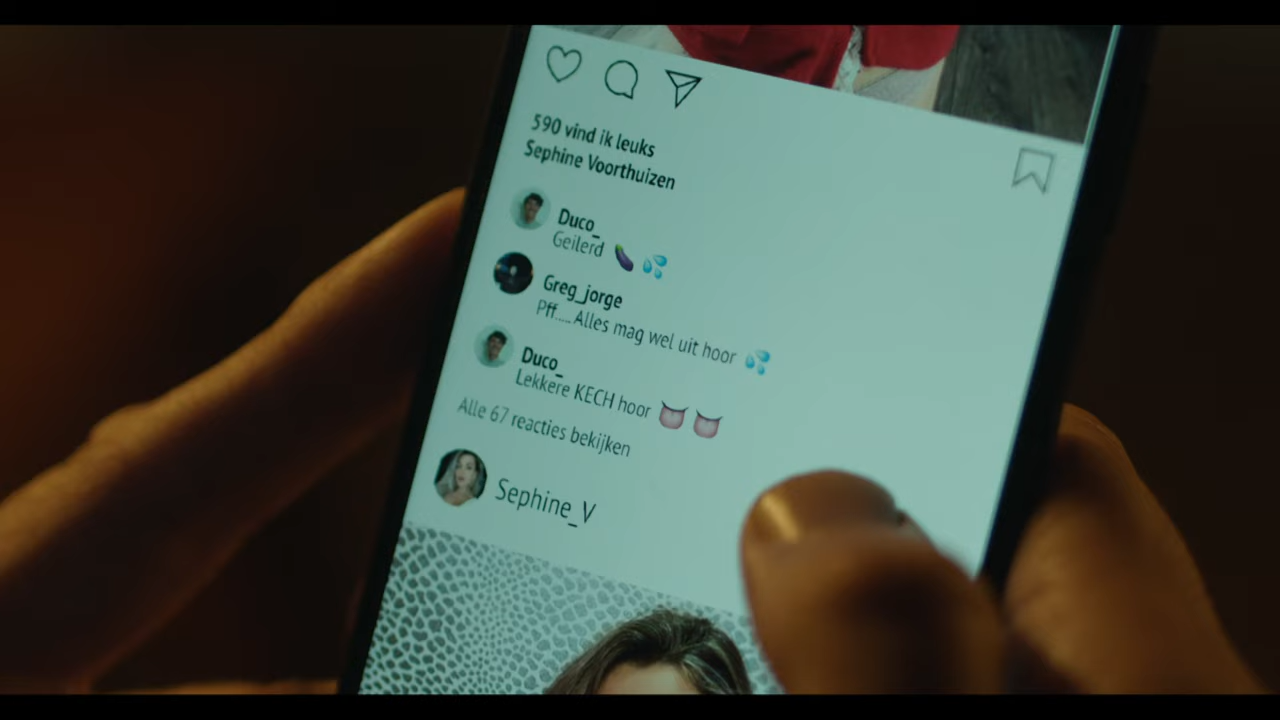 590 vind ik leuks
Sephine Voorthuizen
Duco_
Geilerd 🍆 💦
Greg_jorge
Pff.....Alles mag wel uit hoor 💦
Duco_
Lekkere KECH hoor 👅 👅
Alle 67 reacties bekijken
Sephine_V